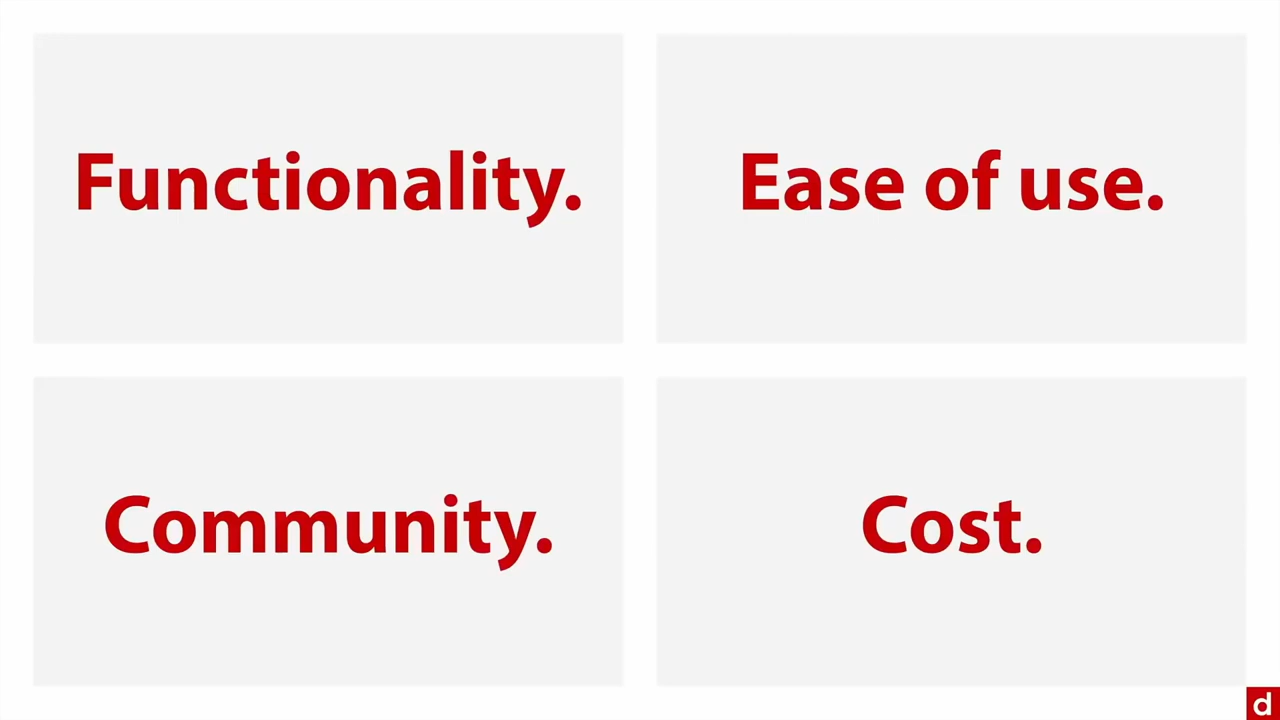 Functionality.
Ease of use.
Community.
Cost.
d